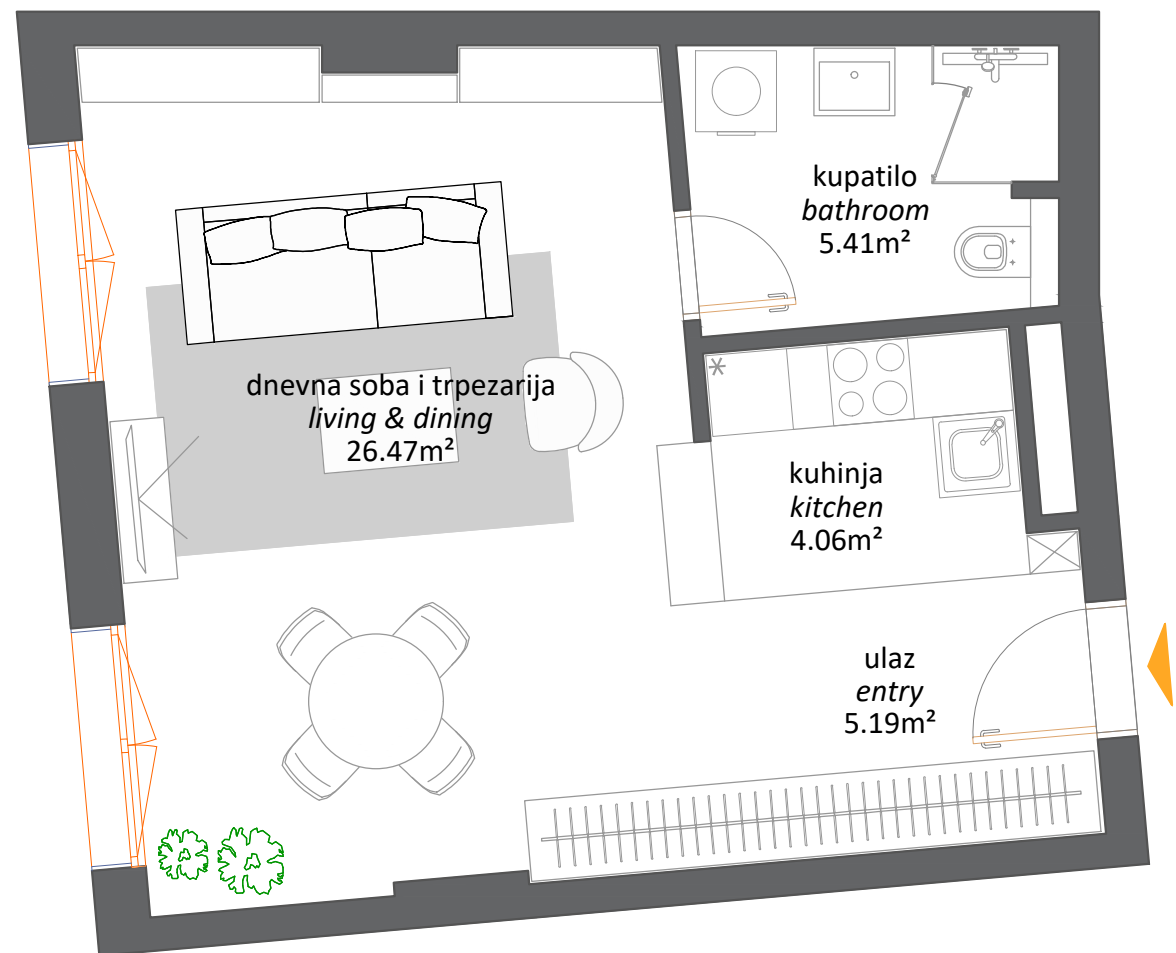 kupatilo
bathroom
5.41m²
dnevna soba i trpezarija
living & dining
26.47m²
kuhinja
kitchen
4.06m²
ulaz
entry
5.19m²